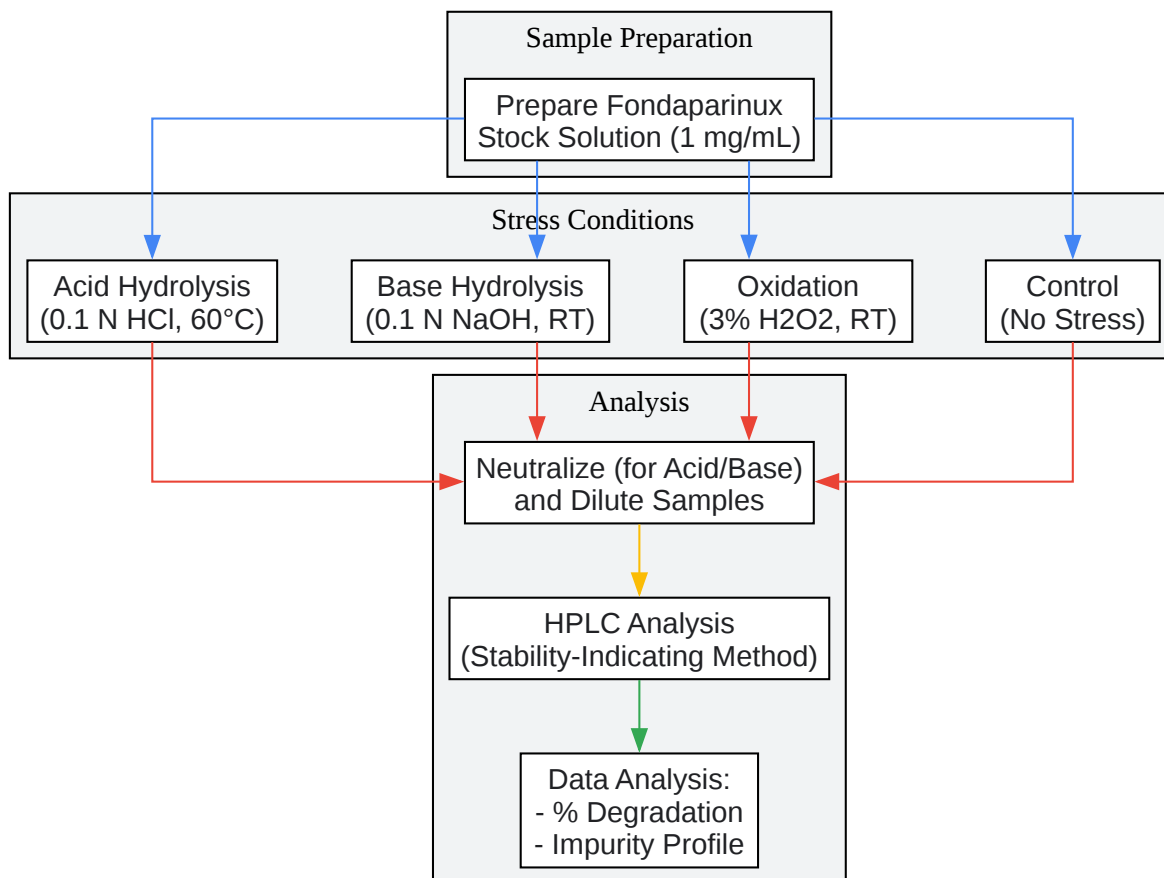 Sample Preparation
Prepare Fondaparinux
Stock Solution (1 mg/mL)
Stress Conditions
Acid Hydrolysis
(0.1 N HCl, 60°C)
Base Hydrolysis
(0.1 N NaOH, RT)
Oxidation
(3% H2O2, RT)
Control
(No Stress)
Analysis
Neutralize (for Acid/Base)
and Dilute Samples
HPLC Analysis
(Stability-Indicating Method)
Data Analysis:
- % Degradation
- Impurity Profile